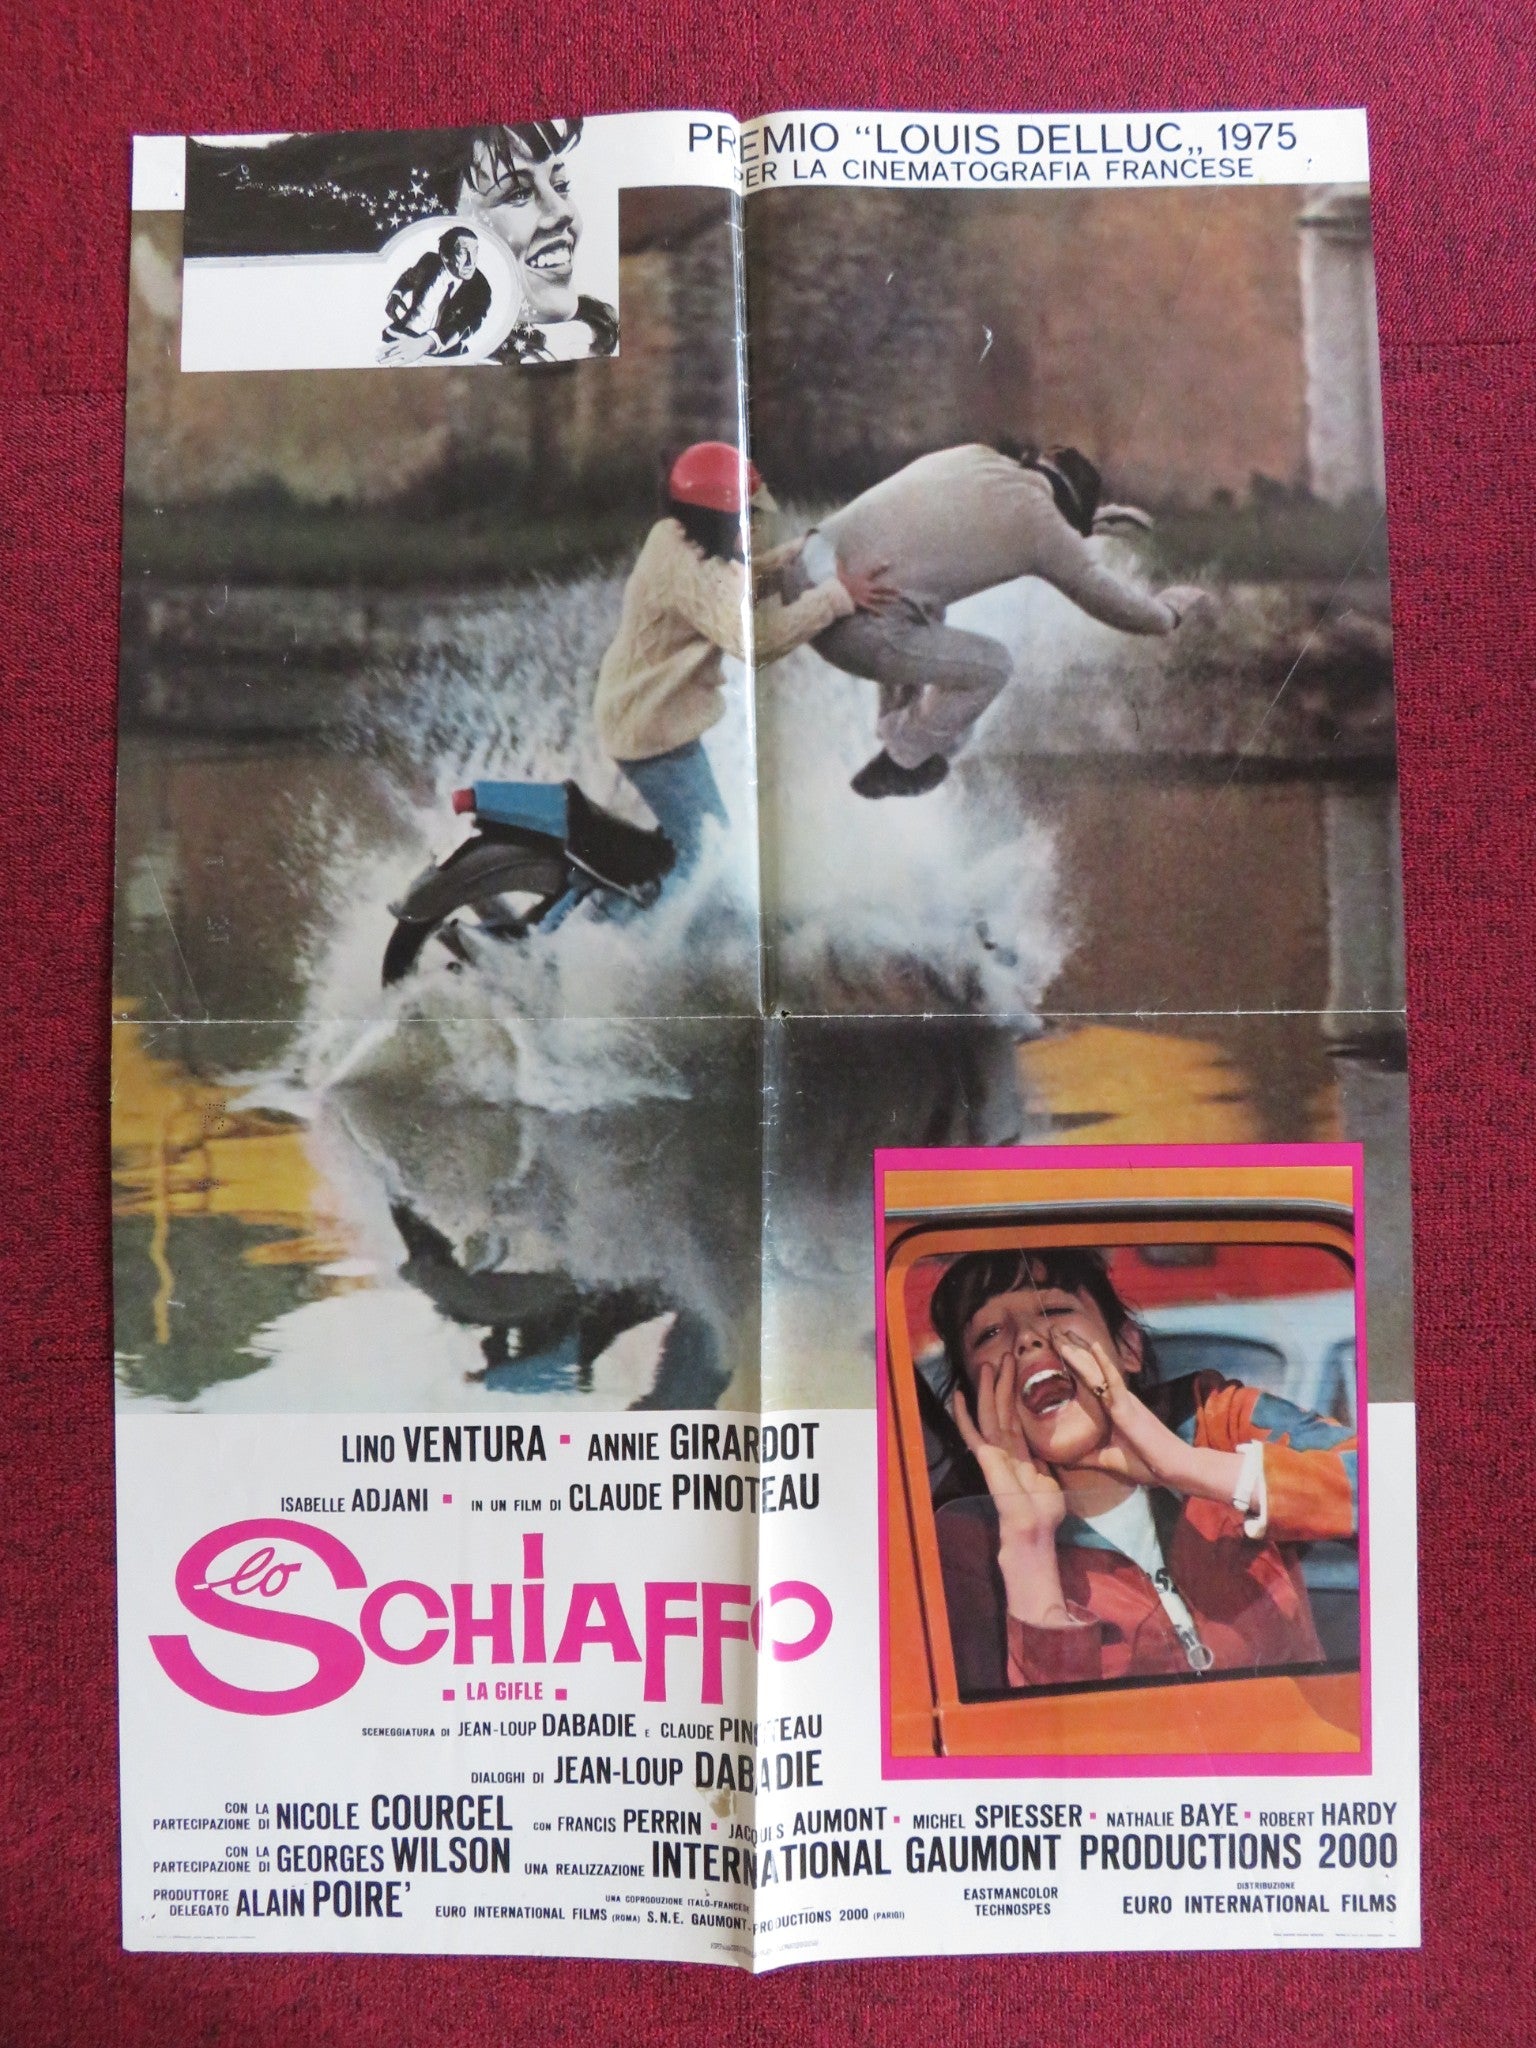 PREMIO “LOUIS DELLUC„ 1975
PER LA CINEMATOGRAFIA FRANCESE
LINO VENTURA ▪ ANNIE GIRARDOT
ISABELLE ADJANI ▪ IN UN FILM DI CLAUDE PINOTEAU
lo SCHIAFFO
▪ LA GIFLE ▪
SCENEGGIATURA DI JEAN-LOUP DABADIE E CLAUDE PINOTEAU
DIALOGHI DI JEAN-LOUP DABADIE
CON LA PARTECIPAZIONE DI NICOLE COURCEL CON FRANCIS PERRIN ▪ JACQUES AUMONT ▪ MICHEL SPIESSER ▪ NATHALIE BAYE ▪ ROBERT HARDY
CON LA PARTECIPAZIONE DI GEORGES WILSON UNA REALIZZAZIONE INTERNATIONAL GAUMONT PRODUCTIONS 2000
PRODUTTORE DELEGATO ALAIN POIRE'
UNA COPRODUZIONE ITALO-FRANCESE
EURO INTERNATIONAL FILMS (ROMA) S.N.E. GAUMONT-PRODUCTIONS 2000 (PARIGI)
EASTMANCOLOR
TECHNOSPES
DISTRIBUZIONE
EURO INTERNATIONAL FILMS